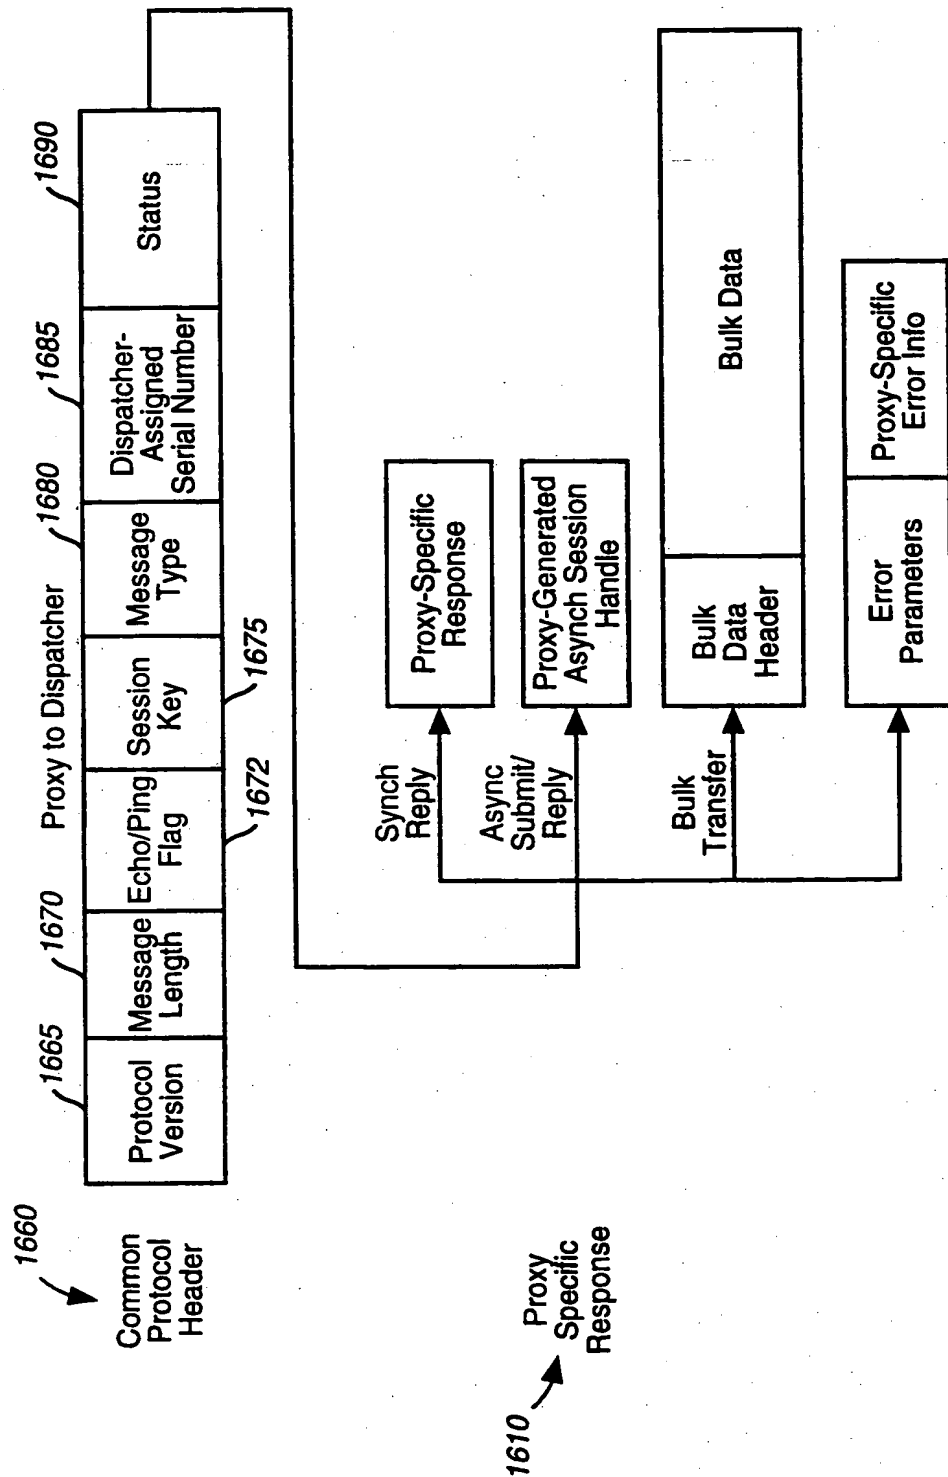 Proxy to Dispatcher
1660
Common
Protocol
Header
1665
Protocol
Version
1670
Message
Length
Echo/Ping
Flag
1672
Session
Key
1675
1680
Message
Type
1685
Dispatcher-
Assigned
Serial Number
1690
Status
1610
Proxy
Specific
Response
Synch
Reply
Proxy-Specific
Response
Async
Submit/
Reply
Proxy-Generated
Asynch Session
Handle
Bulk
Transfer
Bulk
Data
Header
Bulk Data
Error
Parameters
Proxy-Specific
Error Info